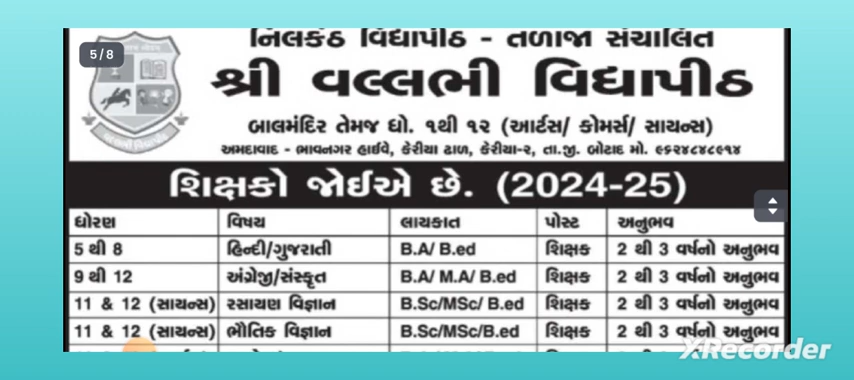 5/8
નિલકંઠ વિદ્યાપીઠ - તળાજા સંચાલિત
શ્રી વલ્લભી વિદ્યાપીઠ
બાલમંદિર તેમજ ધો. ૧થી ૧૨ (આર્ટસ/ કોમર્સ/ સાયન્સ)
અમદાવાદ - ભાવનગર હાઈવે, કેરીયા ઢાળ, કેરીયા-૨, તા.જી. બોટાદ મો. ૯૬૨૪૮૪૮૯૧૪
શિક્ષકો જોઈએ છે. (2024-25)
ધોરણ વિષય લાયકાત પોસ્ટ અનુભવ
5 થી 8 હિન્દી/ગુજરાતી B.A/ B.ed શિક્ષક 2 થી 3 વર્ષનો અનુભવ
9 થી 12 અંગ્રેજી/સંસ્કૃત B.A/ M.A/ B.ed શિક્ષક 2 થી 3 વર્ષનો અનુભવ
11 & 12 (સાયન્સ) રસાયણ વિજ્ઞાન B.Sc/MSc/ B.ed શિક્ષક 2 થી 3 વર્ષનો અનુભવ
11 & 12 (સાયન્સ) ભૌતિક વિજ્ઞાન B.Sc/MSc/B.ed શિક્ષક 2 થી 3 વર્ષનો અનુભવ
XRecorder